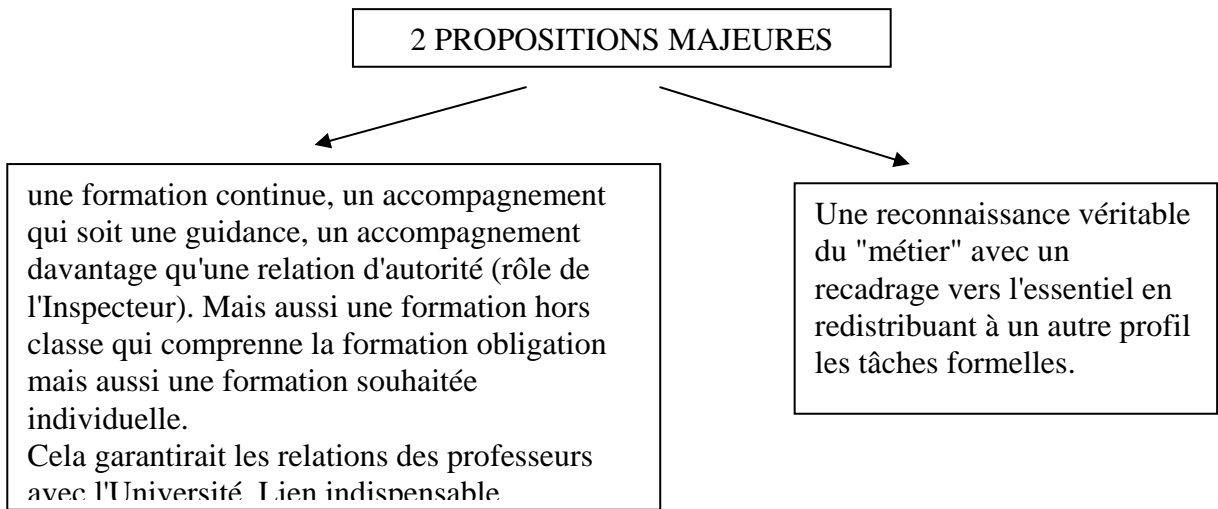 2 PROPOSITIONS MAJEURES
une formation continue, un accompagnement
qui soit une guidance, un accompagnement
davantage qu'une relation d'autorité (rôle de
l'Inspecteur). Mais aussi une formation hors
classe qui comprenne la formation obligation
mais aussi une formation souhaitée
individuelle.
Cela garantirait les relations des professeurs
avec l'Université. Lien indispensable
Une reconnaissance véritable
du "métier" avec un
recadrage vers l'essentiel en
redistribuant à un autre profil
les tâches formelles.